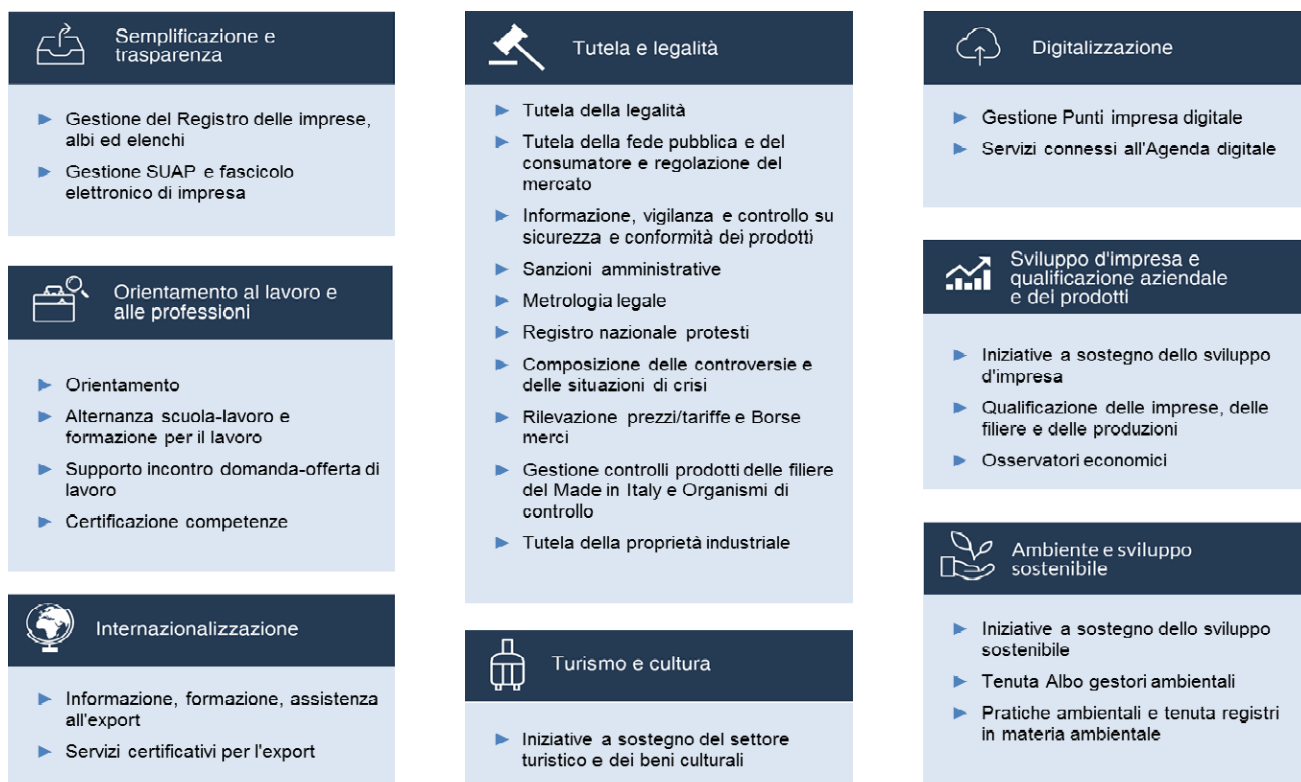 Semplificazione e
trasparenza
Gestione del Registro delle imprese,
albi ed elenchi
Gestione SUAP e fascicolo
elettronico di impresa
Orientamento al lavoro e
alle professioni
Orientamento
Alternanza scuola-lavoro e
formazione per il lavoro
Supporto incontro domanda-offerta di
lavoro
Certificazione competenze
Internazionalizzazione
Informazione, formazione, assistenza
all'export
Servizi certificativi per l'export
Tutela e legalità
Tutela della legalità
Tutela della fede pubblica e del
consumatore e regolazione del
mercato
Informazione, vigilanza e controllo su
sicurezza e conformità dei prodotti
Sanzioni amministrative
Metrologia legale
Registro nazionale protesti
Composizione delle controversie e
delle situazioni di crisi
Rilevazione prezzi/tariffe e Borse
merci
Gestione controlli prodotti delle filiere
del Made in Italy e Organismi di
controllo
Tutela della proprietà industriale
Turismo e cultura
Iniziative a sostegno del settore
turistico e dei beni culturali
Digitalizzazione
Gestione Punti impresa digitale
Servizi connessi all'Agenda digitale
Sviluppo d'impresa e
qualificazione aziendale
e dei prodotti
Iniziative a sostegno dello sviluppo
d'impresa
Qualificazione delle imprese, delle
filiere e delle produzioni
Osservatori economici
Ambiente e sviluppo
sostenibile
Iniziative a sostegno dello sviluppo
sostenibile
Tenuta Albo gestori ambientali
Pratiche ambientali e tenuta registri
in materia ambientale